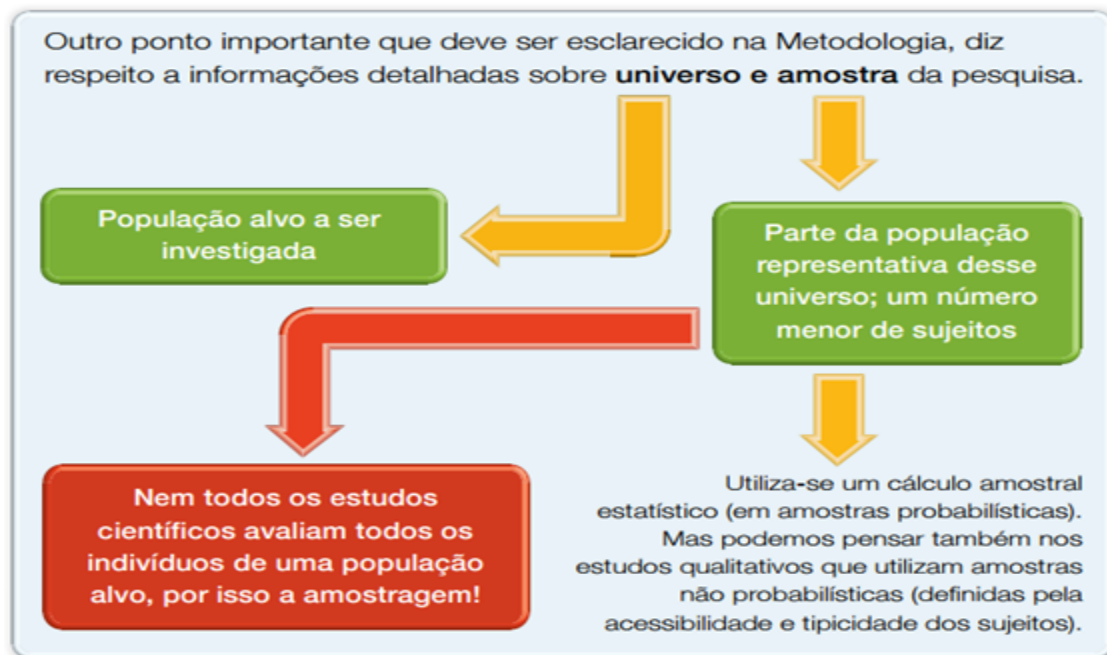 Outro ponto importante que deve ser esclarecido na Metodologia, diz
respeito a informações detalhadas sobre universo e amostra da pesquisa.
População alvo a ser
investigada
Parte da população
representativa desse
universo; um número
menor de sujeitos
Nem todos os estudos
científicos avaliam todos os
indivíduos de uma população
alvo, por isso a amostragem!
Utiliza-se um cálculo amostral
estatístico (em amostras probabilísticas).
Mas podemos pensar também nos
estudos qualitativos que utilizam amostras
não probabilísticas (definidas pela
acessibilidade e tipicidade dos sujeitos).